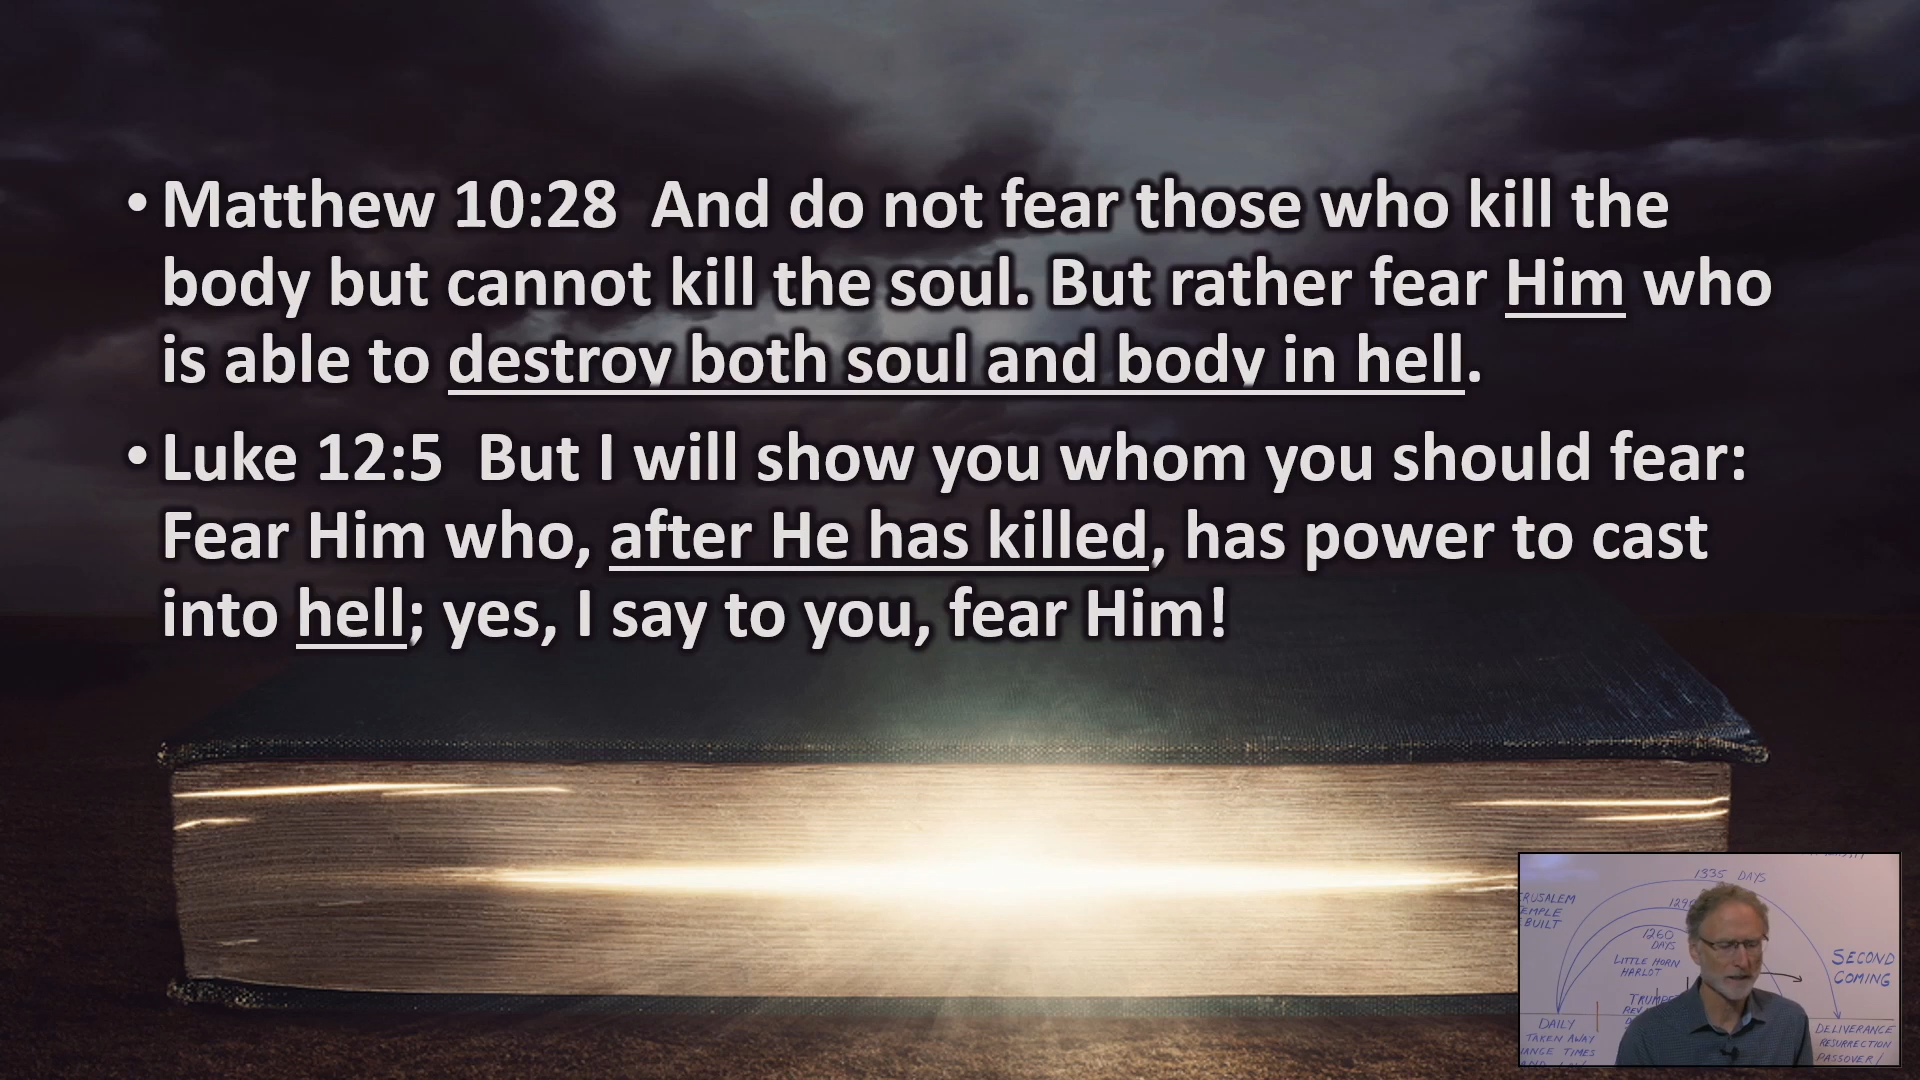 • Matthew 10:28 And do not fear those who kill the
body but cannot kill the soul. But rather fear Him who
is able to destroy both soul and body in hell.
• Luke 12:5 But I will show you whom you should fear:
Fear Him who, after He has killed, has power to cast
into hell; yes, I say to you, fear Him!
1335 DAYS
BUILT
1260
DAYS
LITTLE HORN
HARLOT
SECOND
COMING
DAILY
TAKEN AWAY
TIMES
DELIVERANCE
RESURRECTION
PASSOVER/